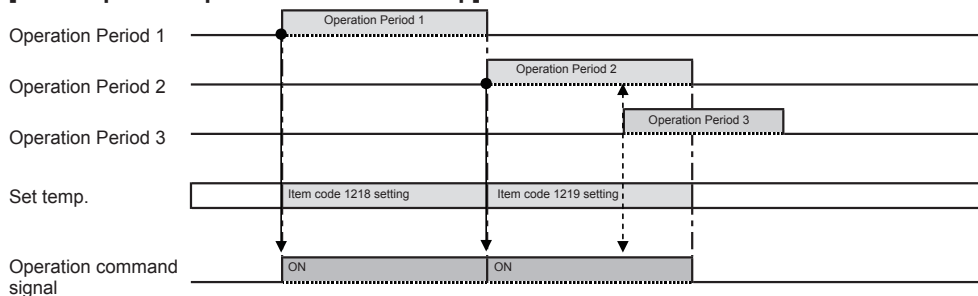 Operation Period 1
Operation Period 1
Operation Period 2
Operation Period 2
Operation Period 3
Operation Period 3
Set temp.
Item code 1218 setting
Item code 1219 setting
Operation command
signal
ON
ON